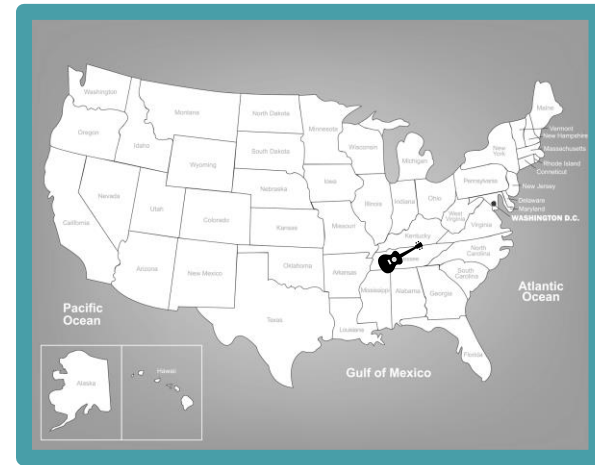 Washington
Oregon
California
Nevada
Idaho
Montana
Wyoming
Utah
Arizona
Colorado
New Mexico
North Dakota
South Dakota
Nebraska
Kansas
Oklahoma
Texas
Minnesota
Iowa
Missouri
Arkansas
Louisiana
Wisconsin
Illinois
Michigan
Indiana
Ohio
Kentucky
Mississippi
Alabama
Georgia
Florida
South
Carolina
North
Carolina
Virginia
West
Virginia
Pennsylvania
New
York
Maine
Vermont
New Hampshire
Massachusetts
Rhode Island
Conneticut
New Jersey
Delaware
Maryland
WASHINGTON D.C.
Pacific
Ocean
Atlantic
Ocean
Gulf of Mexico
Alaska
Hawaii